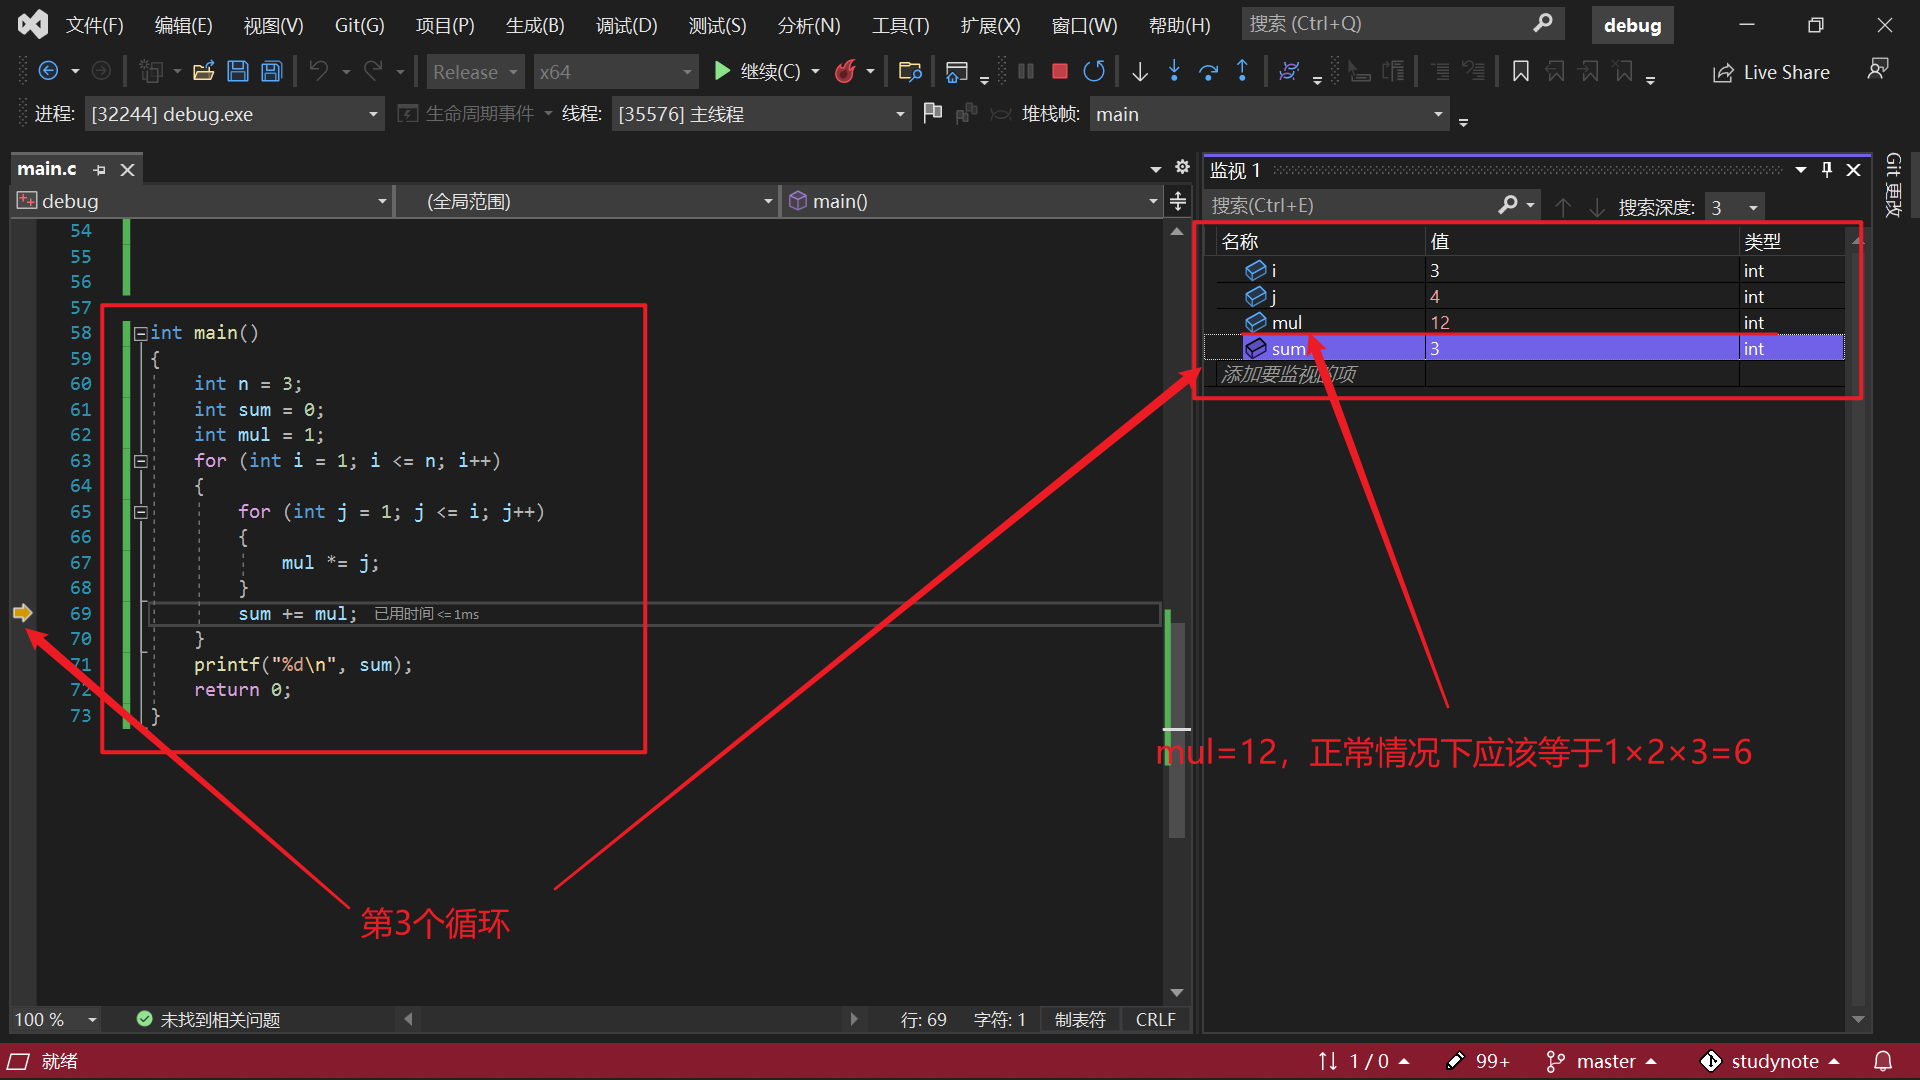 文件(F) 编辑(E) 视图(V) Git(G) 项目(P) 生成(B) 调试(D) 测试(S) 分析(N) 工具(T) 扩展(X) 窗口(W) 帮助(H) 搜索 (Ctrl+Q) debug
Release x64 继续(C) Live Share
进程: [32244] debug.exe 生命周期事件 线程: [35576] 主线程 堆栈帧: main
main.c
debug (全局范围) main()
54
55
56
57
58 int main()
59 {
60 int n = 3;
61 int sum = 0;
62 int mul = 1;
63 for (int i = 1; i <= n; i++)
64 {
65 for (int j = 1; j <= i; j++)
66 {
67 mul *= j;
68 }
69 sum += mul; 已用时间 <= 1ms
70 }
71 printf("%d\n", sum);
72 return 0;
73 }
第3个循环
100 % 未找到相关问题 行: 69 字符: 1 制表符 CRLF
监视 1
搜索(Ctrl+E) 搜索深度: 3
名称 值 类型
i 3 int
j 4 int
mul 12 int
sum 3 int
添加要监视的项
mul=12，正常情况下应该等于1×2×3=6
Git 更改
就绪 1 / 0 99+ master studynote